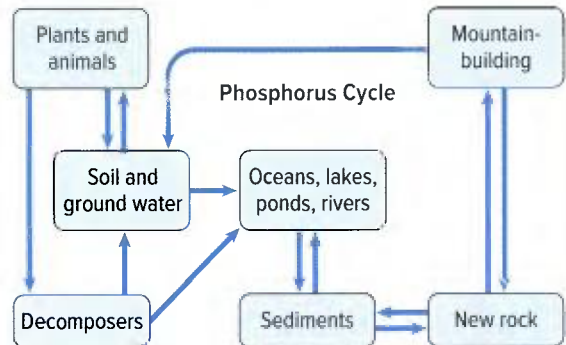 Plants and
animals
Mountain-
building
Phosphorus Cycle
Soil and
ground water
Oceans, lakes,
ponds, rivers
Decomposers
Sediments
New rock